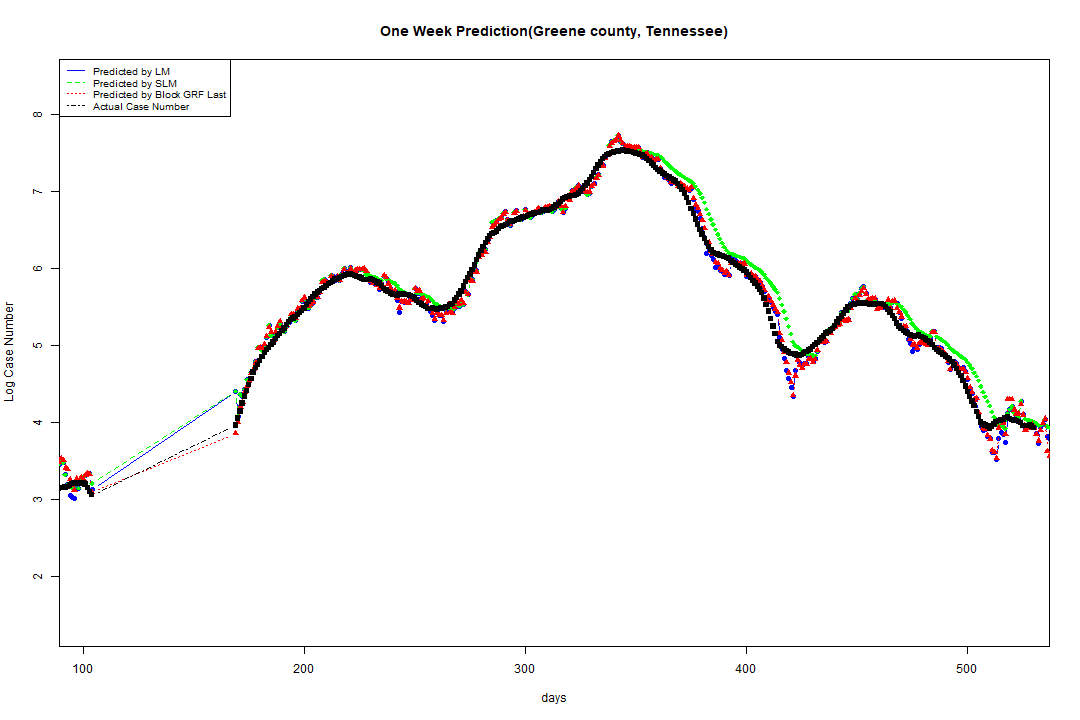 One Week Prediction(Greene county, Tennessee)
Predicted by LM
Predicted by SLM
Predicted by Block GRF Last
Actual Case Number
8
7
6
5
4
3
2
Log Case Number
100 200 300 400 500
days